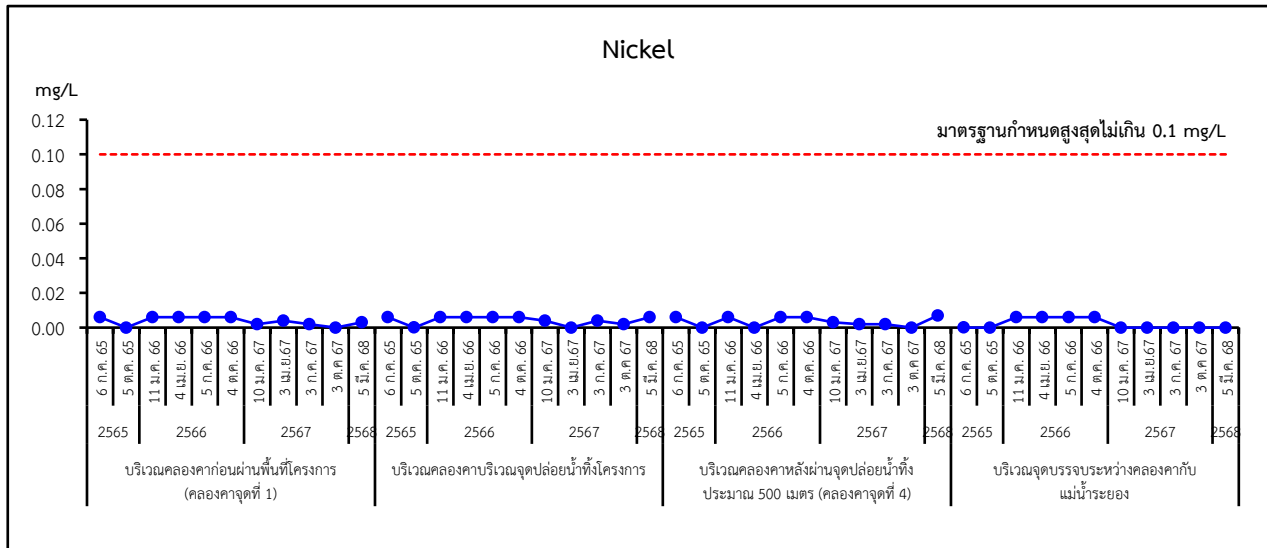 Nickel
mg/L
มาตรฐานกำหนดสูงสุดไม่เกิน 0.1 mg/L
0.12
0.10
0.08
0.06
0.04
0.02
0.00
6 ก.ค. 65
5 ต.ค. 65
11 ม.ค. 66
4 เม.ย. 66
5 ก.ค. 66
4 ต.ค. 66
10 ม.ค. 67
3 เม.ย.67
3 ก.ค. 67
3 ต.ค 67
5 มี.ค. 68
6 ก.ค. 65
5 ต.ค. 65
11 ม.ค. 66
4 เม.ย. 66
5 ก.ค. 66
4 ต.ค. 66
10 ม.ค. 67
3 เม.ย.67
3 ก.ค. 67
3 ต.ค 67
5 มี.ค. 68
6 ก.ค. 65
5 ต.ค. 65
11 ม.ค. 66
4 เม.ย. 66
5 ก.ค. 66
4 ต.ค. 66
10 ม.ค. 67
3 เม.ย.67
3 ก.ค. 67
3 ต.ค 67
5 มี.ค. 68
6 ก.ค. 65
5 ต.ค. 65
11 ม.ค. 66
4 เม.ย. 66
5 ก.ค. 66
4 ต.ค. 66
10 ม.ค. 67
3 เม.ย.67
3 ก.ค. 67
3 ต.ค 67
5 มี.ค. 68
2565 2566 2567 2568 2565 2566 2567 2568 2565 2566 2567 2568 2565 2566 2567 2568
บริเวณคลองคาก่อนผ่านพื้นที่โครงการ
(คลองคาจุดที่ 1)
บริเวณคลองคาบริเวณจุดปล่อยน้ำทิ้งโครงการ
บริเวณคลองคาหลังผ่านจุดปล่อยน้ำทิ้ง
ประมาณ 500 เมตร (คลองคาจุดที่ 4)
บริเวณจุดบรรจบระหว่างคลองคากับ
แม่น้ำระยอง